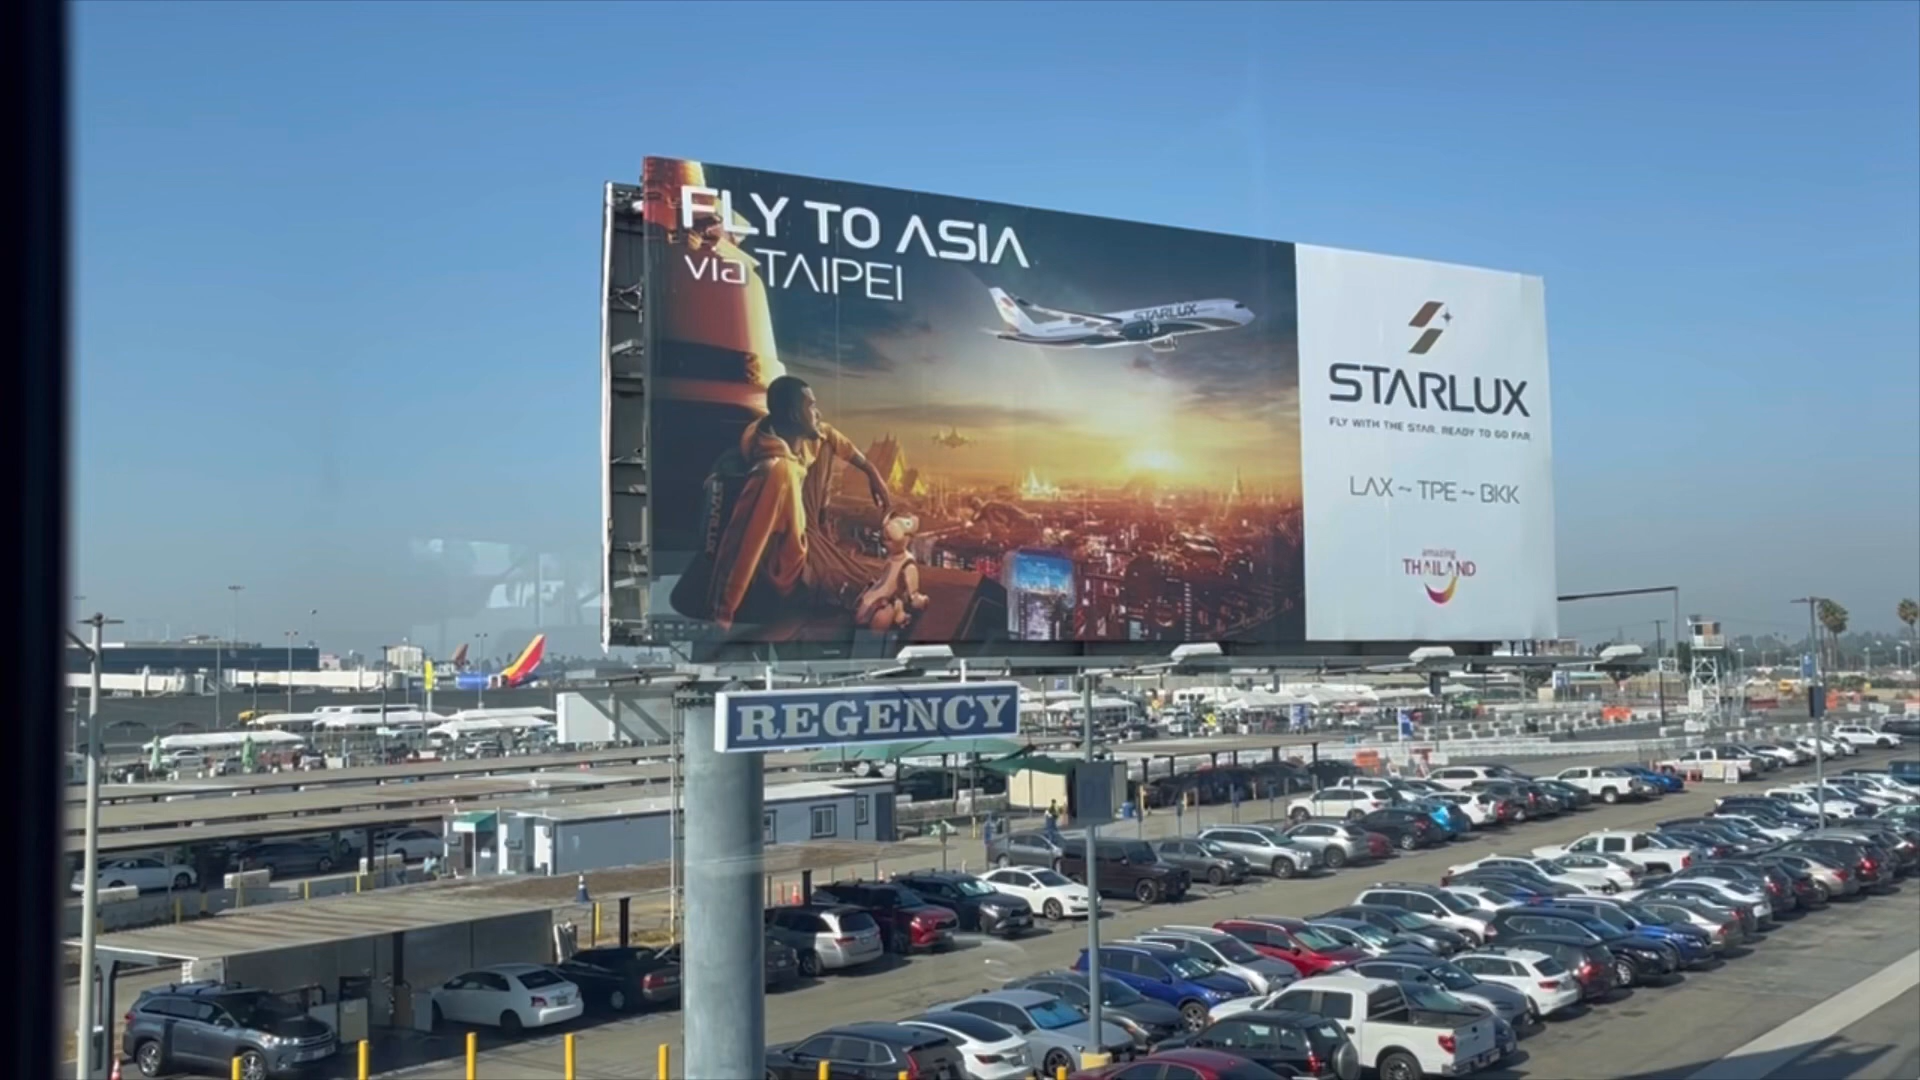 FLY TO ASIA
via TAIPEI
STARLUX
STARLUX
STARLUX
FLY WITH THE STAR. READY TO GO FAR
LAX ~ TPE ~ BKK
amazing
THAILAND
REGENCY